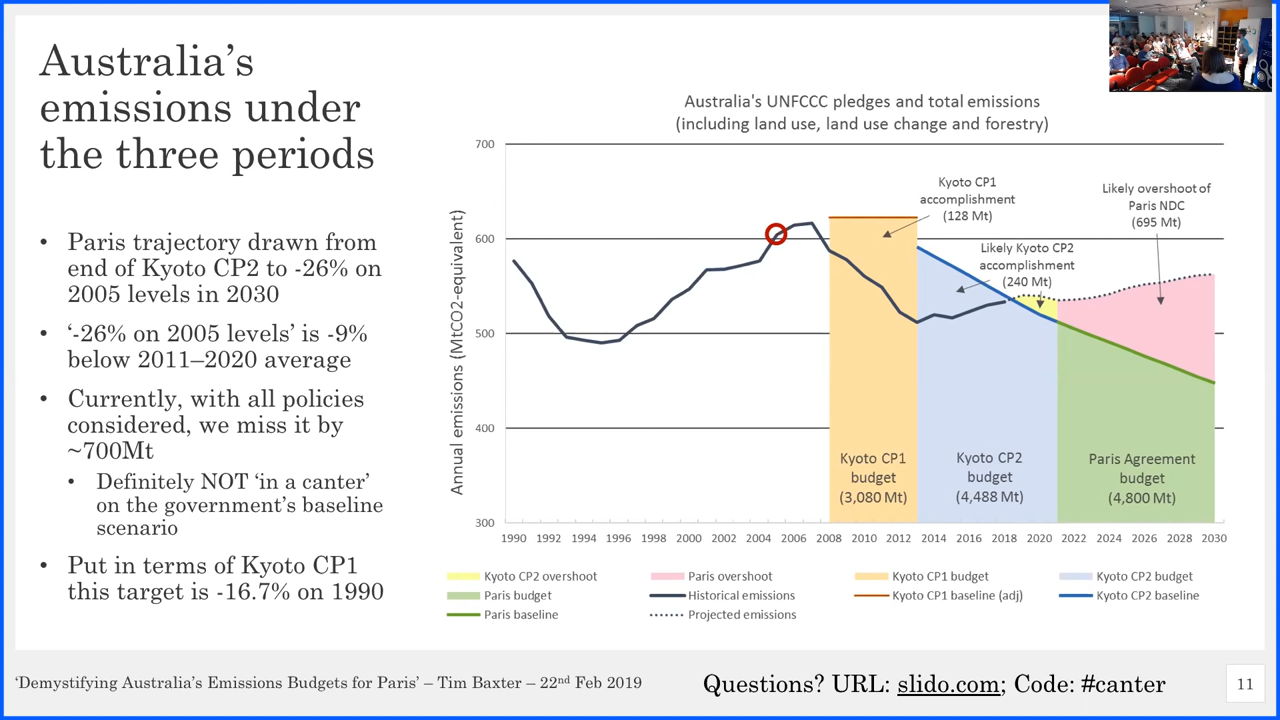 Australia's
emissions under
the three periods
• Paris trajectory drawn from
end of Kyoto CP2 to -26% on
2005 levels in 2030
• ‘-26% on 2005 levels’ is -9%
below 2011–2020 average
• Currently, with all policies
considered, we miss it by
~700Mt
• Definitely NOT ‘in a canter’
on the government’s baseline
scenario
• Put in terms of Kyoto CP1
this target is -16.7% on 1990
Australia's UNFCCC pledges and total emissions
(including land use, land use change and forestry)
Annual emissions (MtCO2-equivalent)
700
600
500
400
300
Kyoto CP1
accomplishment
(128 Mt)
Likely Kyoto CP2
accomplishment
(240 Mt)
Likely overshoot of
Paris NDC
(695 Mt)
Kyoto CP1
budget
(3,080 Mt)
Kyoto CP2
budget
(4,488 Mt)
Paris Agreement
budget
(4,800 Mt)
1990 1992 1994 1996 1998 2000 2002 2004 2006 2008 2010 2012 2014 2016 2018 2020 2022 2024 2026 2028 2030
Kyoto CP2 overshoot Paris overshoot Kyoto CP1 budget Kyoto CP2 budget
Paris budget Historical emissions Kyoto CP1 baseline (adj) Kyoto CP2 baseline
Paris baseline Projected emissions
‘Demystifying Australia’s Emissions Budgets for Paris’ – Tim Baxter – 22nd Feb 2019
Questions? URL: slido.com; Code: #canter
11